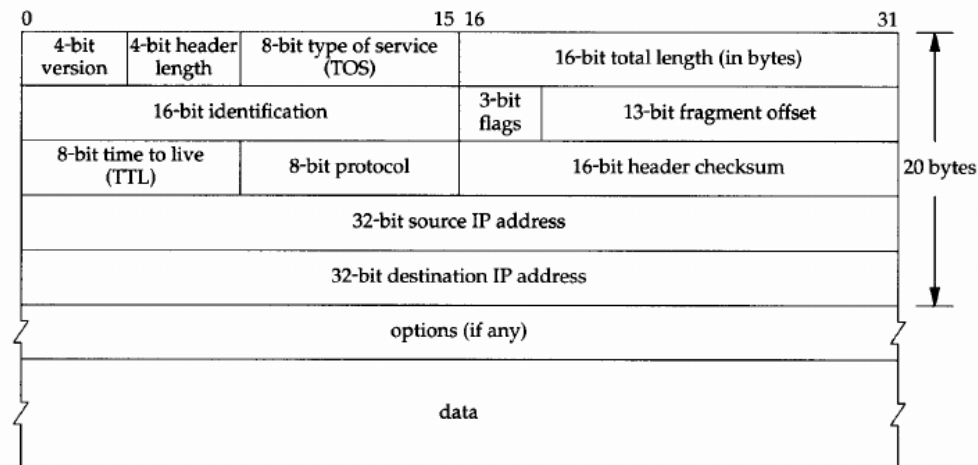 0 15 16 31
4-bit version 4-bit header length 8-bit type of service (TOS) 16-bit total length (in bytes)
16-bit identification 3-bit flags 13-bit fragment offset
8-bit time to live (TTL) 8-bit protocol 16-bit header checksum 20 bytes
32-bit source IP address
32-bit destination IP address
options (if any)
data